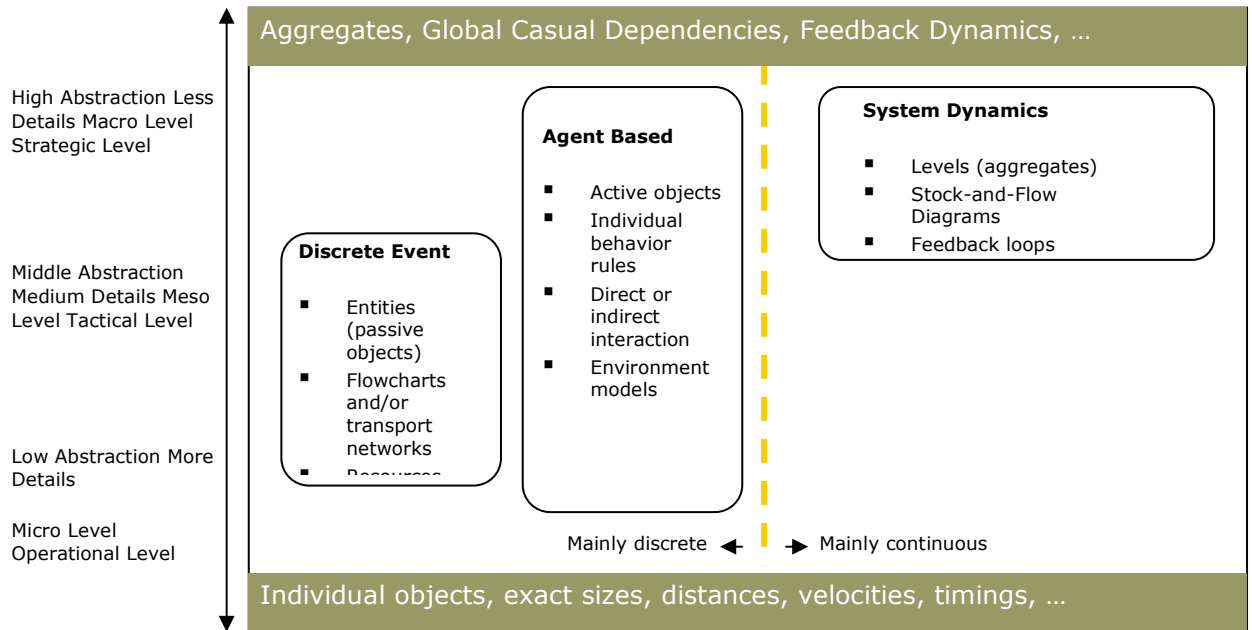 Aggregates, Global Casual Dependencies, Feedback Dynamics, ...
High Abstraction Less
Details Macro Level
Strategic Level
Middle Abstraction
Medium Details Meso
Level Tactical Level
Low Abstraction More
Details
Micro Level
Operational Level
Discrete Event
▪ Entities
(passive
objects)
▪ Flowcharts
and/or
transport
networks
▪ Resources
Agent Based
▪ Active objects
▪ Individual
behavior
rules
▪ Direct or
indirect
interaction
▪ Environment
models
System Dynamics
▪ Levels (aggregates)
▪ Stock-and-Flow
Diagrams
▪ Feedback loops
Mainly discrete
Mainly continuous
Individual objects, exact sizes, distances, velocities, timings, ...